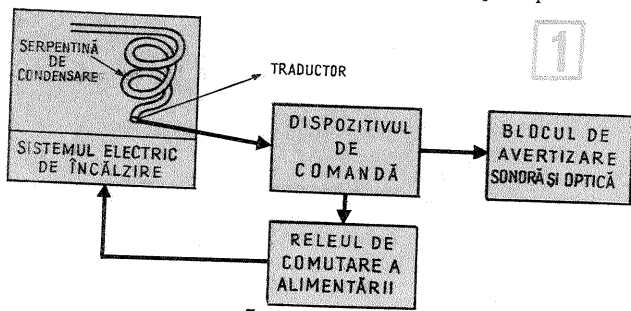 1
SERPENTINĂ
DE
CONDENSARE
TRADUCTOR
SISTEMUL ELECTRIC
DE ÎNCĂLZIRE
DISPOZITIVUL
DE
COMANDĂ
BLOCUL DE
AVERTIZARE
SONORĂ ȘI OPTICĂ
RELEUL DE
COMUTARE A
ALIMENTĂRII